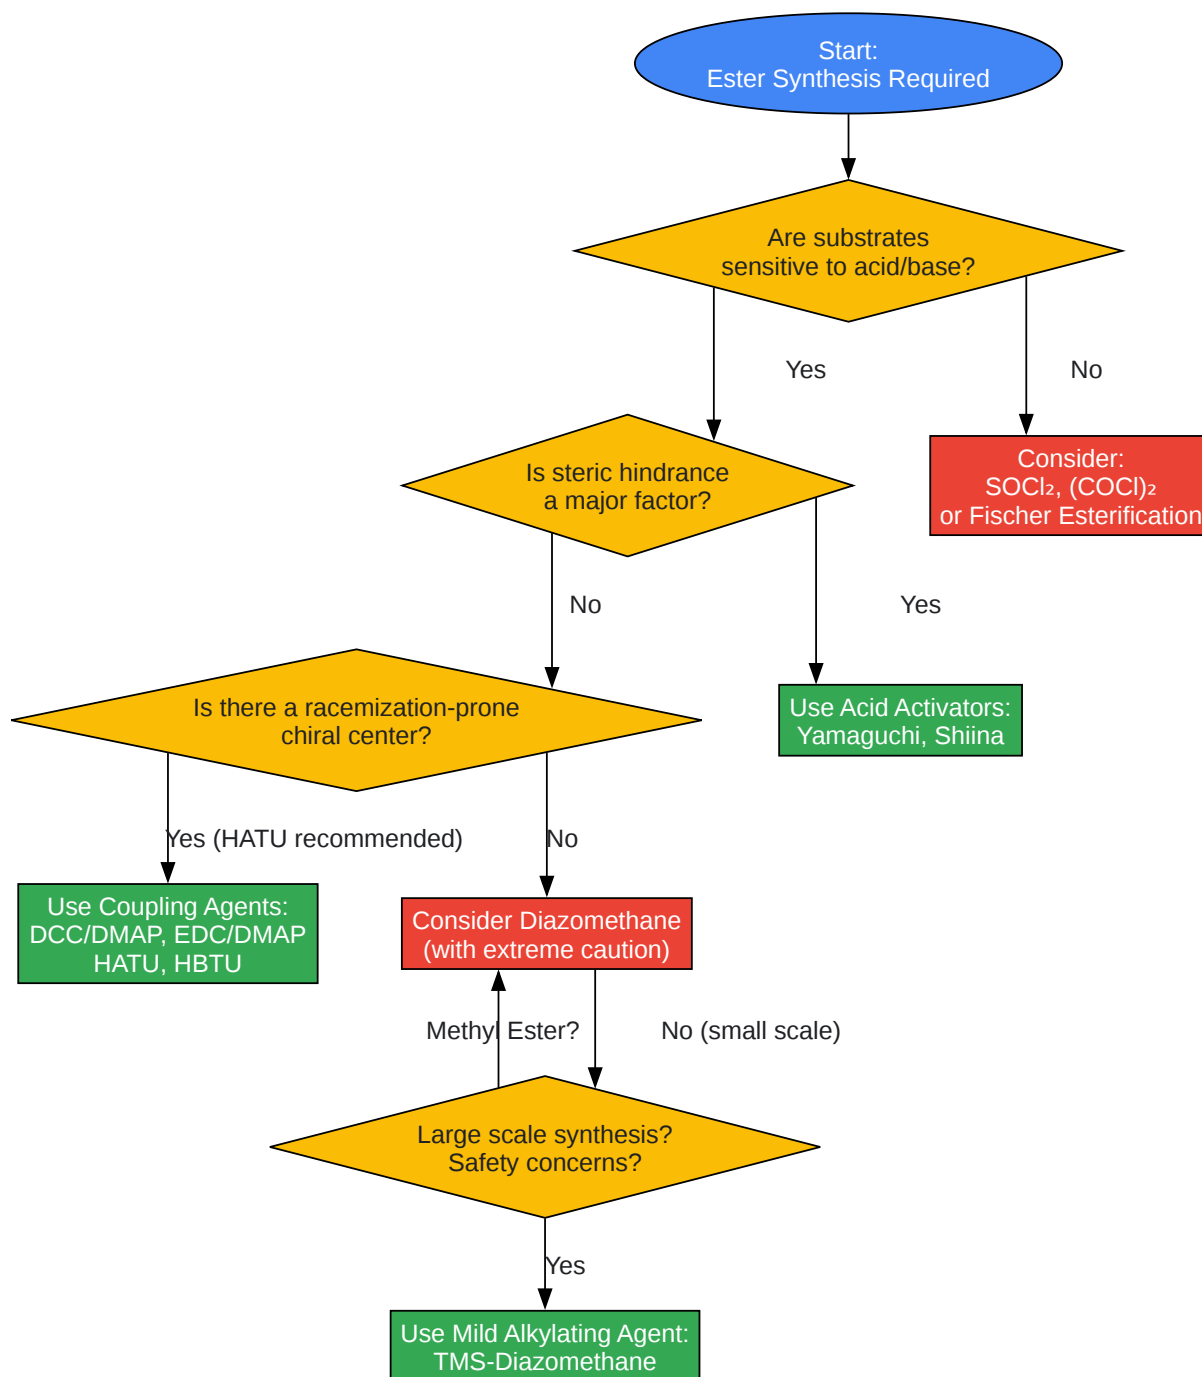 Start:
Ester Synthesis Required
Are substrates
sensitive to acid/base?
Yes
No
Is steric hindrance
a major factor?
Consider:
SOCl₂, (COCl)₂
or Fischer Esterification
No
Yes
Is there a racemization-prone
chiral center?
Use Acid Activators:
Yamaguchi, Shiina
Yes (HATU recommended)
No
Use Coupling Agents:
DCC/DMAP, EDC/DMAP
HATU, HBTU
Consider Diazomethane
(with extreme caution)
Methyl Ester?
No (small scale)
Large scale synthesis?
Safety concerns?
Yes
Use Mild Alkylating Agent:
TMS-Diazomethane